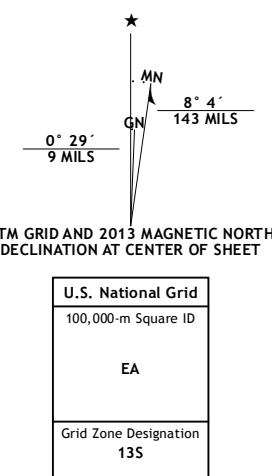 MN
GN
8° 4´
143 MILS
0° 29´
9 MILS
TM GRID AND 2013 MAGNETIC NORTH
DECLINATION AT CENTER OF SHEET
U.S. National Grid
100,000-m Square ID
EA
Grid Zone Designation
13S